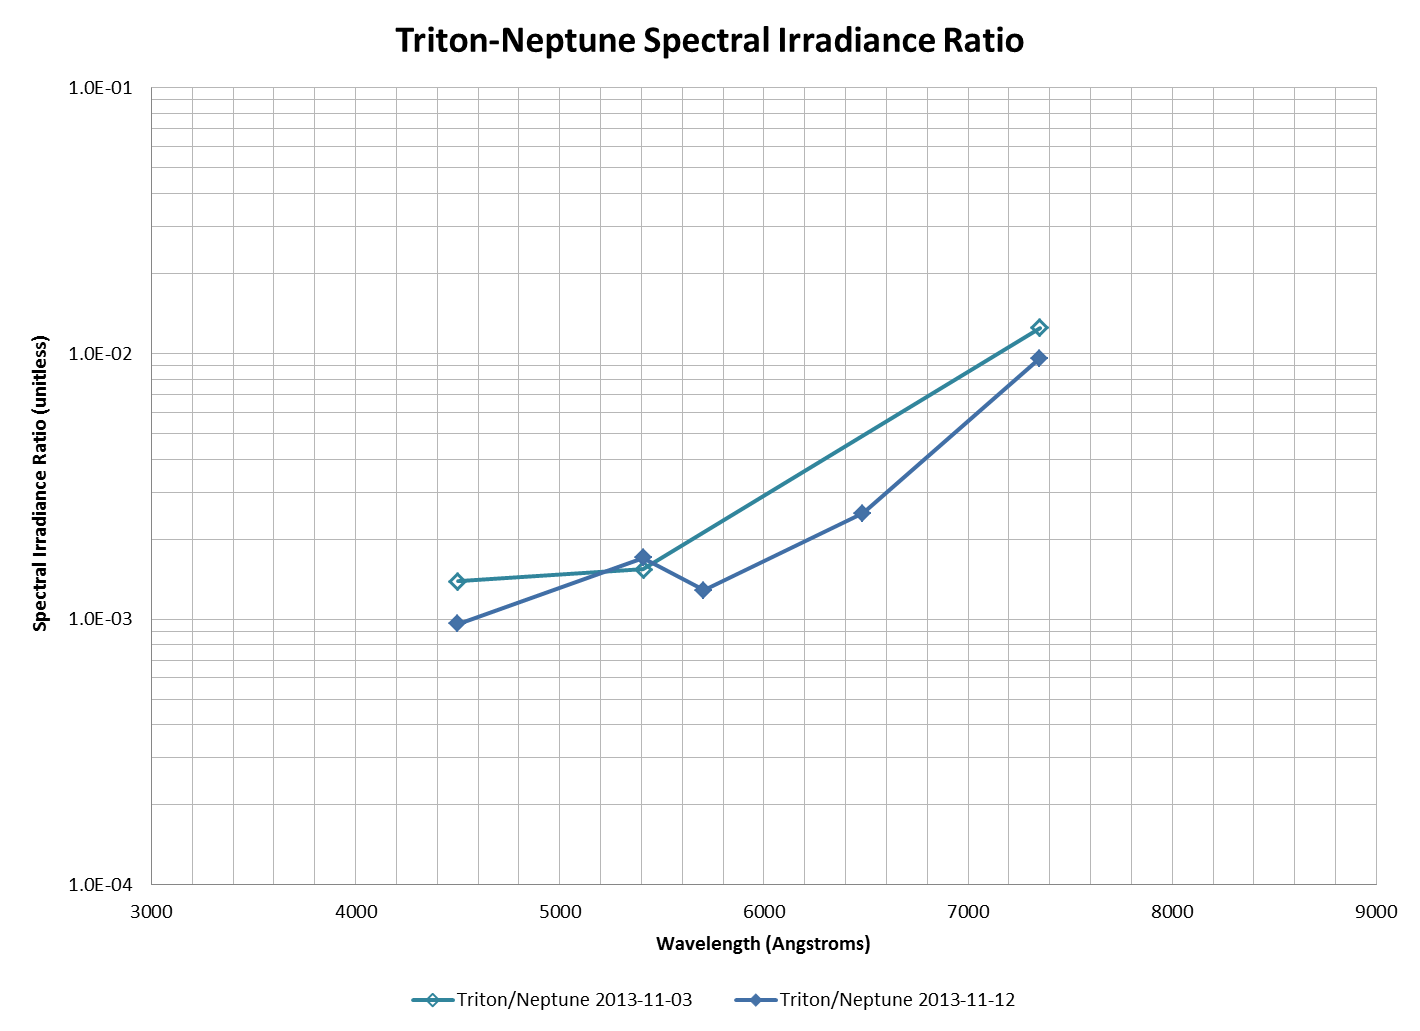 Triton-Neptune Spectral Irradiance Ratio
1.0E-01
1.0E-02
1.0E-03
1.0E-04
Spectral Irradiance Ratio (unitless)
3000 4000 5000 6000 7000 8000 9000
Wavelength (Angstroms)
Triton/Neptune 2013-11-03 Triton/Neptune 2013-11-12